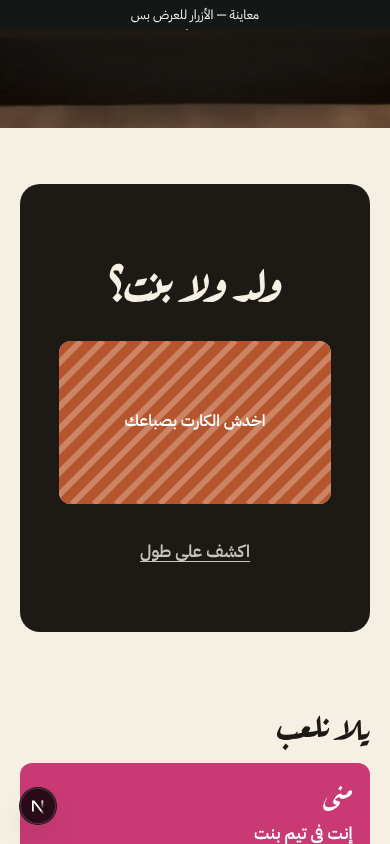 معاينة — الأزرار للعرض بس
ولد ولا بنت؟
اخدش الكارت بصباعك
اكشف على طول
يلا نلعب
منى
إنت في تيم بنت
N